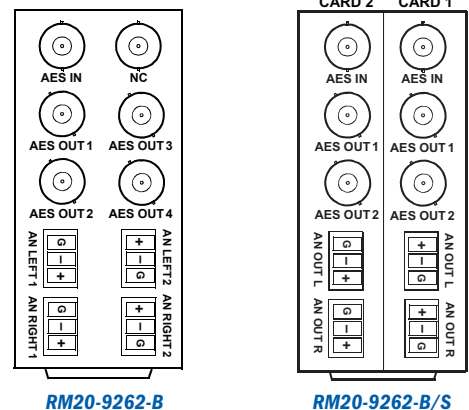 CARD 2 CARD 1
AES IN NC AES IN AES IN
AES OUT 1 AES OUT 3 AES OUT 1 AES OUT 1
AES OUT 2 AES OUT 4 AES OUT 2 AES OUT 2
AN LEFT 1 G – + + – G AN LEFT 2
AN OUT L G – + + – G AN OUT L
AN RIGHT 1 G – + + – G AN RIGHT 2
AN OUT R G – + + – G AN OUT R
RM20-9262-B RM20-9262-B/S